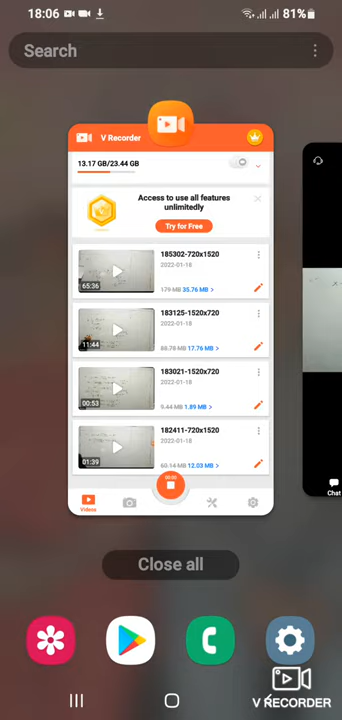 18:06
81%
Search
V Recorder
13.17 GB/23.44 GB
Access to use all features
unlimitedly
Try for Free
185302-720x1520
2022-01-18
179 MB 35.76 MB >
65:36
183125-1520x720
2022-01-18
88.78 MB 17.76 MB >
11:44
183021-1520x720
2022-01-18
9.44 MB 1.89 MB >
00:53
182411-720x1520
2022-01-18
60.14 MB 12.03 MB >
01:39
00:00
Videos
Chat
Close all
V RECORDER